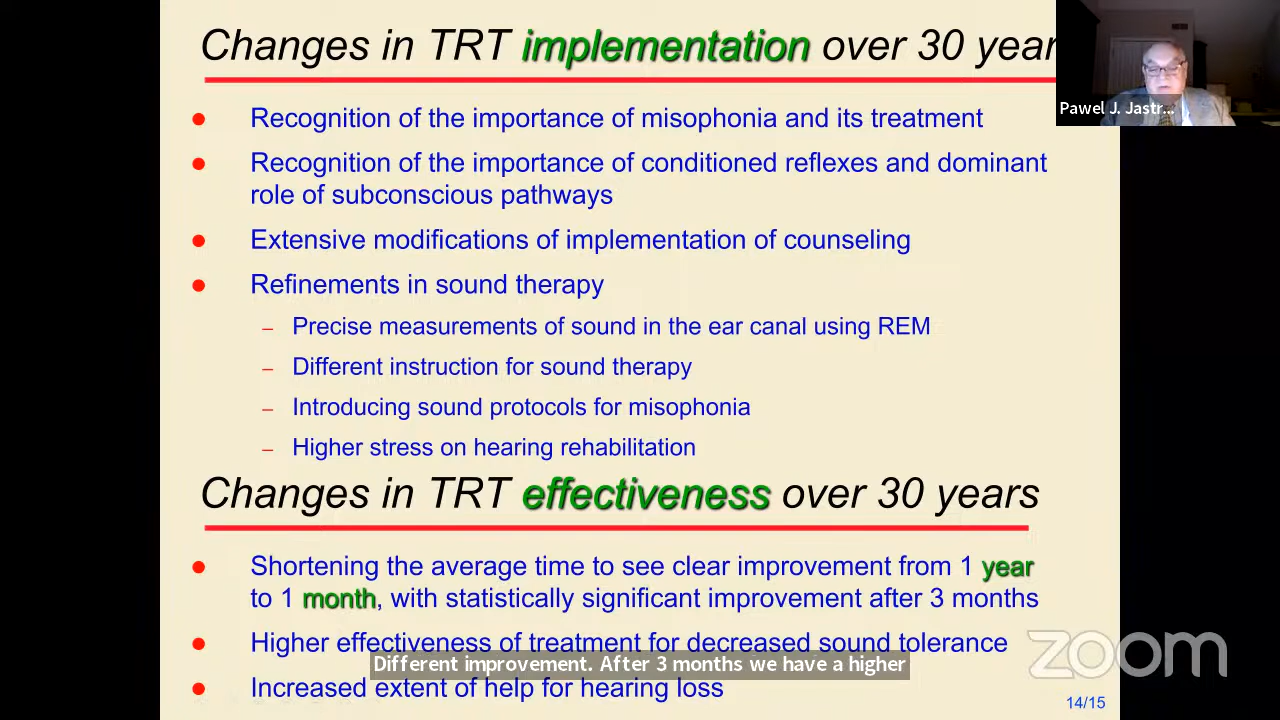 Changes in TRT implementation over 30 year
Pawel J. Jastr...
● Recognition of the importance of misophonia and its treatment
● Recognition of the importance of conditioned reflexes and dominant
role of subconscious pathways
● Extensive modifications of implementation of counseling
● Refinements in sound therapy
– Precise measurements of sound in the ear canal using REM
– Different instruction for sound therapy
– Introducing sound protocols for misophonia
– Higher stress on hearing rehabilitation
Changes in TRT effectiveness over 30 years
● Shortening the average time to see clear improvement from 1 year
to 1 month, with statistically significant improvement after 3 months
● Higher effectiveness of treatment for decreased sound tolerance
Different improvement. After 3 months we have a higher
● Increased extent of help for hearing loss
zoom
14/15